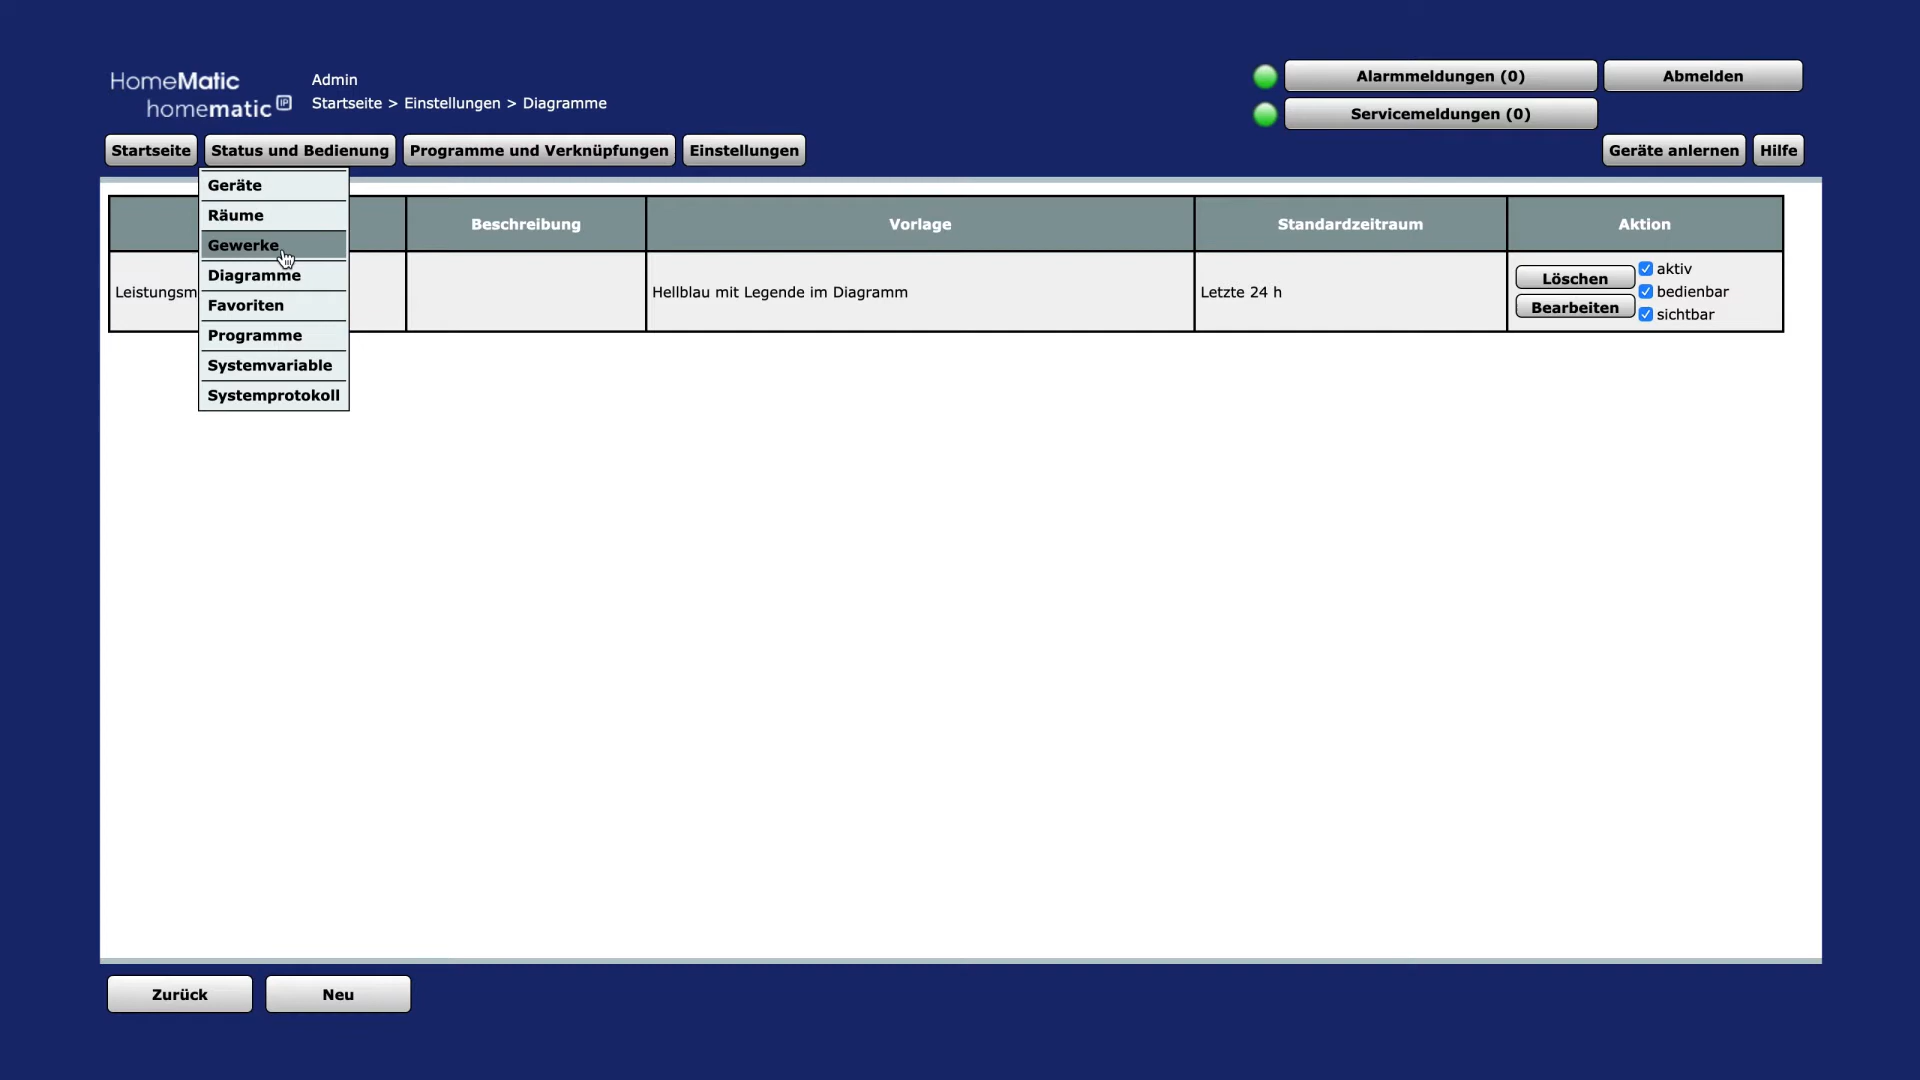 HomeMatic
homematic IP
Admin
Startseite > Einstellungen > Diagramme
Alarmmeldungen (0)
Abmelden
Servicemeldungen (0)
Startseite
Status und Bedienung
Programme und Verknüpfungen
Einstellungen
Geräte anlernen
Hilfe
Geräte
Räume
Gewerke
Diagramme
Favoriten
Programme
Systemvariable
Systemprotokoll
Beschreibung
Vorlage
Standardzeitraum
Aktion
Leistungsm
Hellblau mit Legende im Diagramm
Letzte 24 h
Löschen
Bearbeiten
aktiv
bedienbar
sichtbar
Zurück
Neu